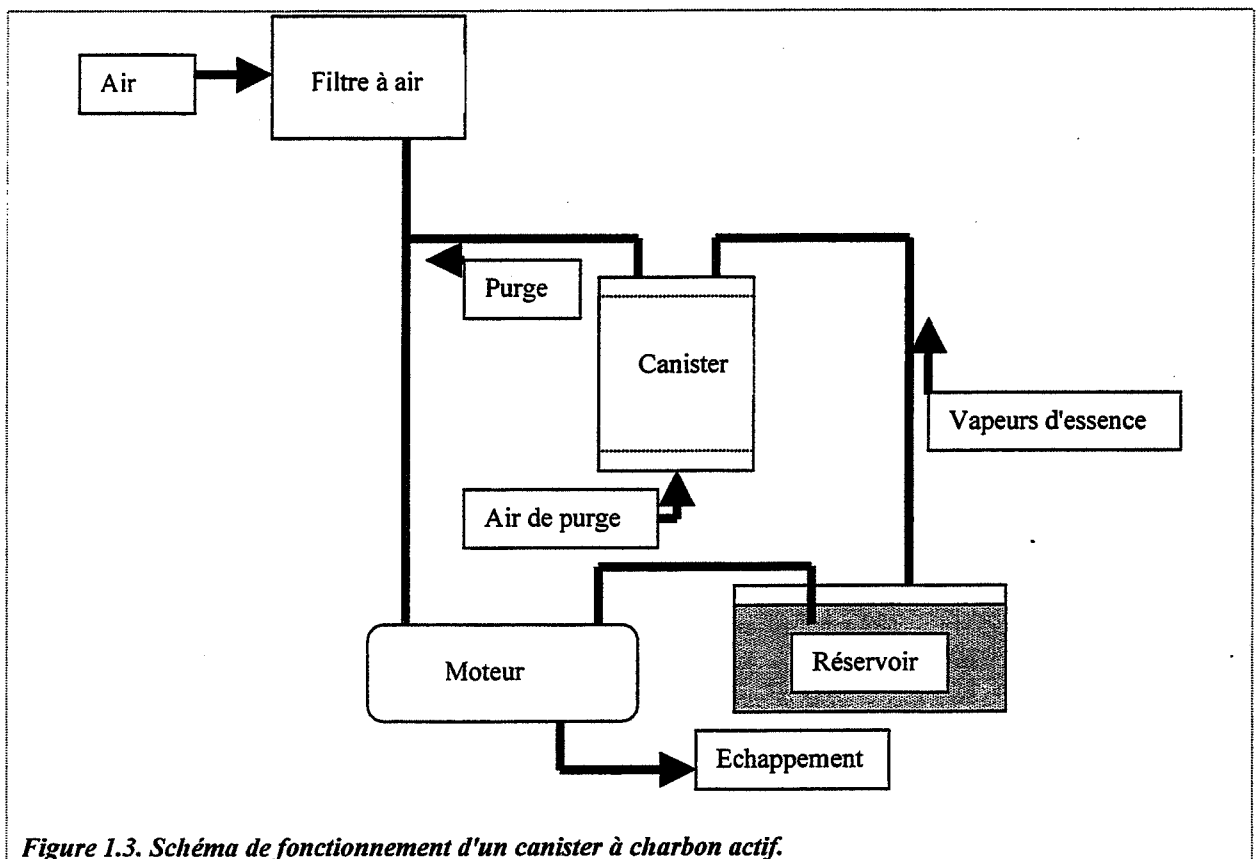 Air
Filtre à air
Purge
Canister
Vapeurs d'essence
Air de purge
Réservoir
Moteur
Echappement
Figure 1.3. Schéma de fonctionnement d'un canister à charbon actif.